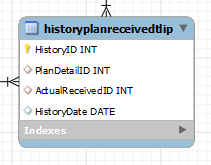 historyplanreceivedtlip
HistoryID INT
PlanDetailID INT
ActualReceivedID INT
HistoryDate DATE
Indexes